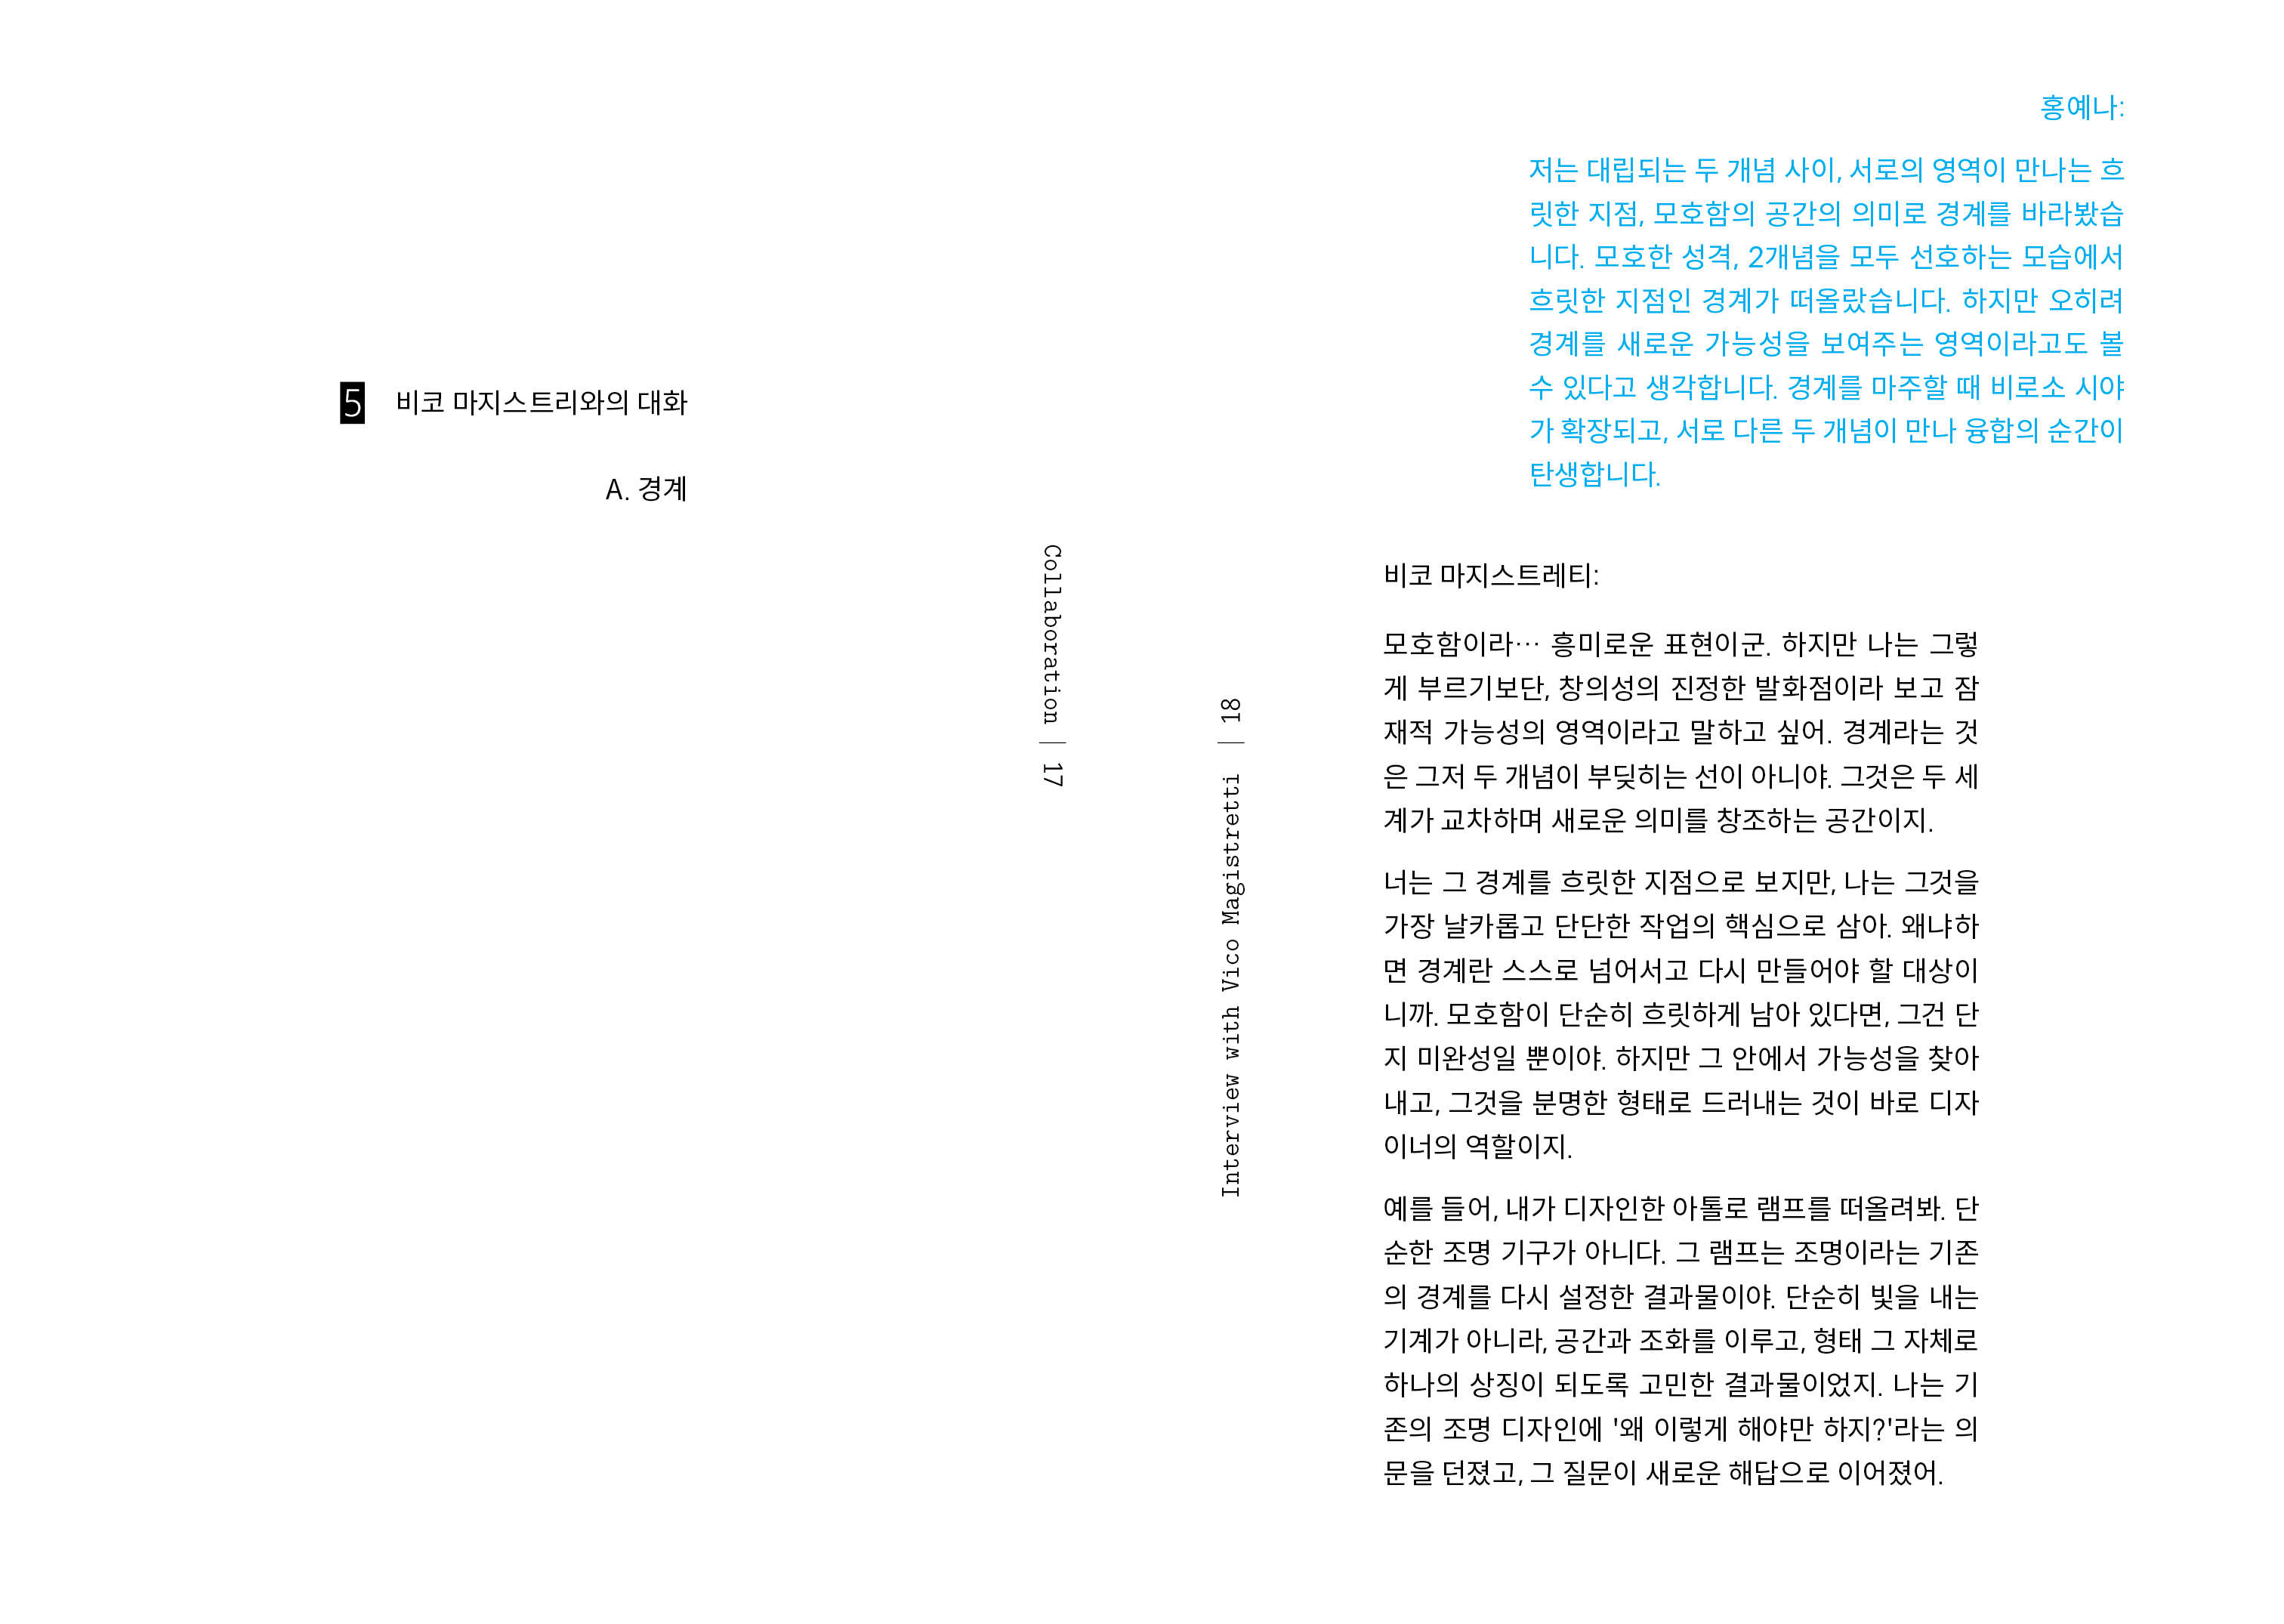 5 비코 마지스트리와의 대화
A. 경계
Collaboration | 17
18 | Interview with Vico Magistretti
홍예나:
저는 대립되는 두 개념 사이, 서로의 영역이 만나는 흐
릿한 지점, 모호함의 공간의 의미로 경계를 바라봤습
니다. 모호한 성격, 2개념을 모두 선호하는 모습에서
흐릿한 지점인 경계가 떠올랐습니다. 하지만 오히려
경계를 새로운 가능성을 보여주는 영역이라고도 볼
수 있다고 생각합니다. 경계를 마주할 때 비로소 시야
가 확장되고, 서로 다른 두 개념이 만나 융합의 순간이
탄생합니다.
비코 마지스트레티:
모호함이라… 흥미로운 표현이군. 하지만 나는 그렇
게 부르기보단, 창의성의 진정한 발화점이라 보고 잠
재적 가능성의 영역이라고 말하고 싶어. 경계라는 것
은 그저 두 개념이 부딪히는 선이 아니야. 그것은 두 세
계가 교차하며 새로운 의미를 창조하는 공간이지.
너는 그 경계를 흐릿한 지점으로 보지만, 나는 그것을
가장 날카롭고 단단한 작업의 핵심으로 삼아. 왜냐하
면 경계란 스스로 넘어서고 다시 만들어야 할 대상이
니까. 모호함이 단순히 흐릿하게 남아 있다면, 그건 단
지 미완성일 뿐이야. 하지만 그 안에서 가능성을 찾아
내고, 그것을 분명한 형태로 드러내는 것이 바로 디자
이너의 역할이지.
예를 들어, 내가 디자인한 아톨로 램프를 떠올려봐. 단
순한 조명 기구가 아니다. 그 램프는 조명이라는 기존
의 경계를 다시 설정한 결과물이야. 단순히 빛을 내는
기계가 아니라, 공간과 조화를 이루고, 형태 그 자체로
하나의 상징이 되도록 고민한 결과물이었지. 나는 기
존의 조명 디자인에 '왜 이렇게 해야만 하지?'라는 의
문을 던졌고, 그 질문이 새로운 해답으로 이어졌어.